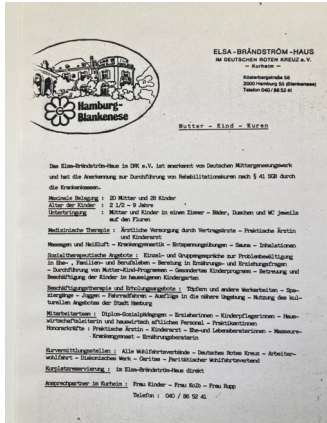 ELSA-BRÄNDSTRÖM-HAUS
IM DEUTSCHEN ROTEN KREUZ e.V.
— Kurheim —
Kösterbergstraße 56
2000 Hamburg 55 (Blankenese)
Telefon 040/86 52 41
Hamburg-
Blankenese
Mutter - Kind - Kuren
Das Elsa-Brändström-Haus im DRK e.V. ist anerkannt vom Deutschen Müttergenesungswerk
und hat die Anerkennung zur Durchführung von Rehabilitationskuren nach § 41 SGB durch
die Krankenkassen.
Maximale Belegung : 20 Mütter und 28 Kinder
Alter der Kinder : 2 1/2 - 9 Jahre
Unterbringung : Mütter und Kinder in einem Zimmer - Bäder, Duschen und WC jeweils
auf den Fluren
Medizinische Therapie : Ärztliche Versorgung durch Vertragsärzte - Praktische Ärztin
und Kinderarzt
Massagen und Heißluft - Krankengymnastik - Entspannungsübungen - Sauna - Inhalationen
Sozialtherapeutische Angebote : Einzel- und Gruppengespräche zur Problembewältigung
in Ehe-, Familien- und Berufsleben - Beratung in Ernährungs- und Erziehungsfragen
- Durchführung von Mutter-Kind-Programmen - Gesondertes Kinderprogramm - Betreuung und
Beschäftigung der Kinder in hauseigenen Kindergarten
Beschäftigungstherapie und Erholungsangebote : Töpfern und andere Werkarbeiten - Spa-
ziergänge - Joggen - Fahrradfahren - Ausflüge in die nähere Umgebung - Nutzung des kul-
turellen Angebotes der Stadt Hamburg
Mitarbeiterteam : Diplom-Sozialpädagogen - Erzieherinnen - Kinderpflegerinnen - Haus-
wirtschaftsleiterin und hauswirtschaftliches Personal - Praktikantinnen
Honorarkräfte : Praktische Ärztin - Kinderarzt - Ehe- und Lebensberaterinnen - Masseure-
- Krankengymnast - Ernährungsberaterin
Kurvermittlungsstellen : Alle Wohlfahrtsverbände - Deutsches Rotes Kreuz - Arbeiter-
wohlfahrt - Diakonisches Werk - Caritas - Paritätischer Wohlfahrtsverband
Kurplatzreservierung : im Elsa-Brändström-Haus direkt
Ansprechpartner im Kurheim : Frau Kinder - Frau Kolb - Frau Rupp
Telefon : 040 / 86 52 41